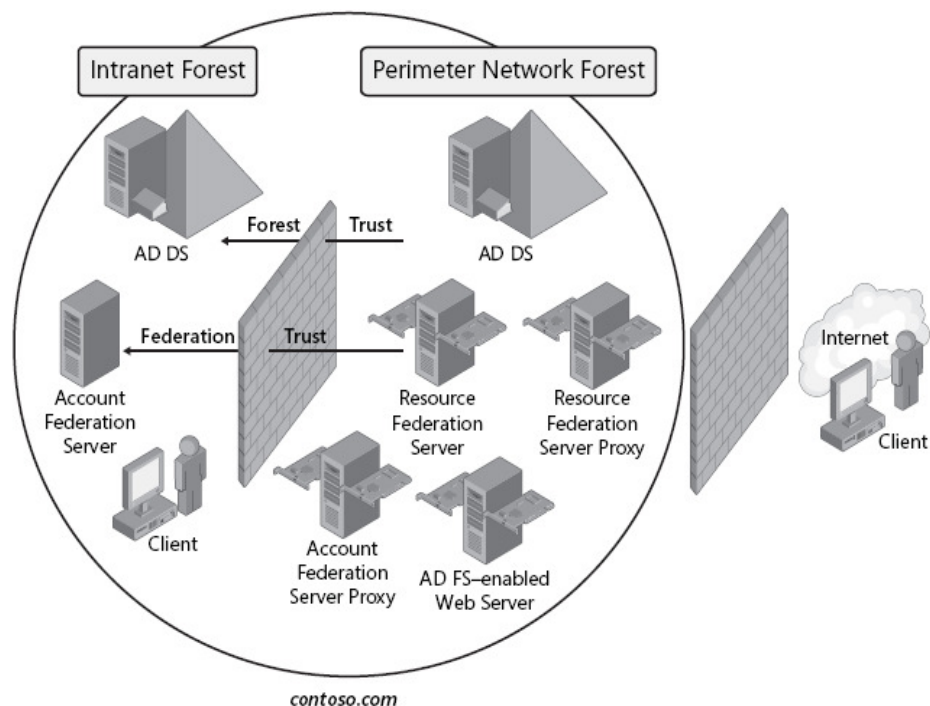 Intranet Forest
Perimeter Network Forest
Forest
Trust
AD DS
AD DS
Federation
Trust
Internet
Account
Federation
Server
Resource
Federation
Server
Resource
Federation
Server Proxy
Client
Client
Account
Federation
Server Proxy
AD FS–enabled
Web Server
contoso.com